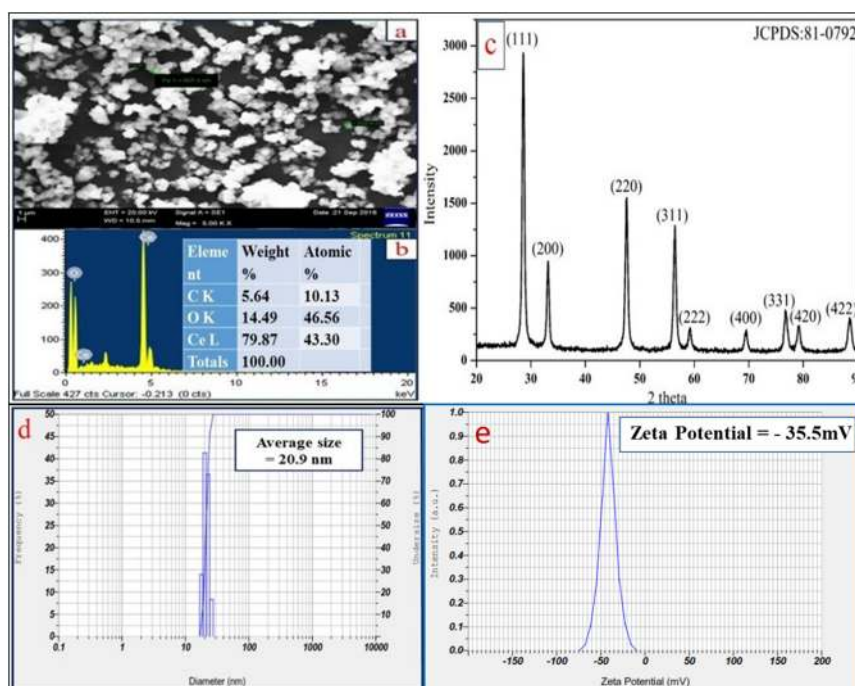 a
1 µm
EHT = 20.00 kV
Signal A = SE1
Date :21 Sep 2018
WD = 10.5 mm
Mag = 5.00 K X
ZEISS
b
Spectrum 11
400
300
200
100
0
Eleme
nt
Weight
%
Atomic
%
C K
5.64
10.13
O K
14.49
46.56
Ce L
79.87
43.30
Totals
100.00
0
5
10
15
20
Full Scale 427 cts Cursor: -0.213 (0 cts)
keV
c
JCPDS:81-0792
Intensity
3000
2500
2000
1500
1000
500
0
(111)
(200)
(220)
(311)
(222)
(400)
(331)
(420)
(422)
20
30
40
50
60
70
80
9
2 theta
d
Average size
= 20.9 nm
Frequency (%)
50
45
40
35
30
25
20
15
10
5
0
Undersize (%)
100
90
80
70
60
50
40
30
20
10
0
0.1
1
10
100
1000
10000
Diameter (nm)
e
Zeta Potential = - 35.5mV
Intensity (a.u.)
1.0
0.9
0.8
0.7
0.6
0.5
0.4
0.3
0.2
0.1
0.0
-150
-100
-50
0
50
100
150
200
Zeta Potential (mV)